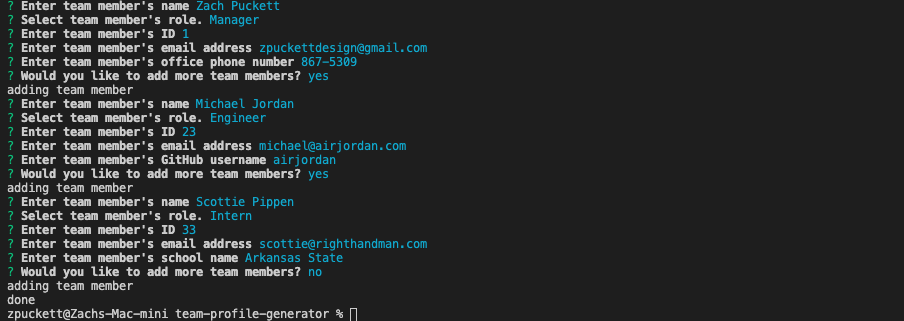 ? Enter team member's name Zach Puckett
? Select team member's role. Manager
? Enter team member's ID 1
? Enter team member's email address zpuckettdesign@gmail.com
? Enter team member's office phone number 867-5309
? Would you like to add more team members? yes
adding team member
? Enter team member's name Michael Jordan
? Select team member's role. Engineer
? Enter team member's ID 23
? Enter team member's email address michael@airjordan.com
? Enter team member's GitHub username airjordan
? Would you like to add more team members? yes
adding team member
? Enter team member's name Scottie Pippen
? Select team member's role. Intern
? Enter team member's ID 33
? Enter team member's email address scottie@righthandman.com
? Enter team member's school name Arkansas State
? Would you like to add more team members? no
adding team member
done
zpuckett@Zachs-Mac-mini team-profile-generator %